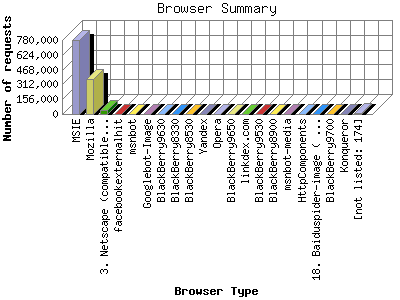 Browser Summary
Number of requests
780,000
624,000
468,000
312,000
156,000
0
MSIE
Mozilla
3. Netscape (compatible...
facebookexternalhit
msnbot
Googlebot-Image
BlackBerry9630
BlackBerry8330
BlackBerry8530
Yandex
Opera
BlackBerry9650
linkdex.com
BlackBerry9530
BlackBerry8900
msnbot-media
HttpComponents
18. Baiduspider-image ( ...
BlackBerry9700
Konqueror
[not listed: 174]
Browser Type